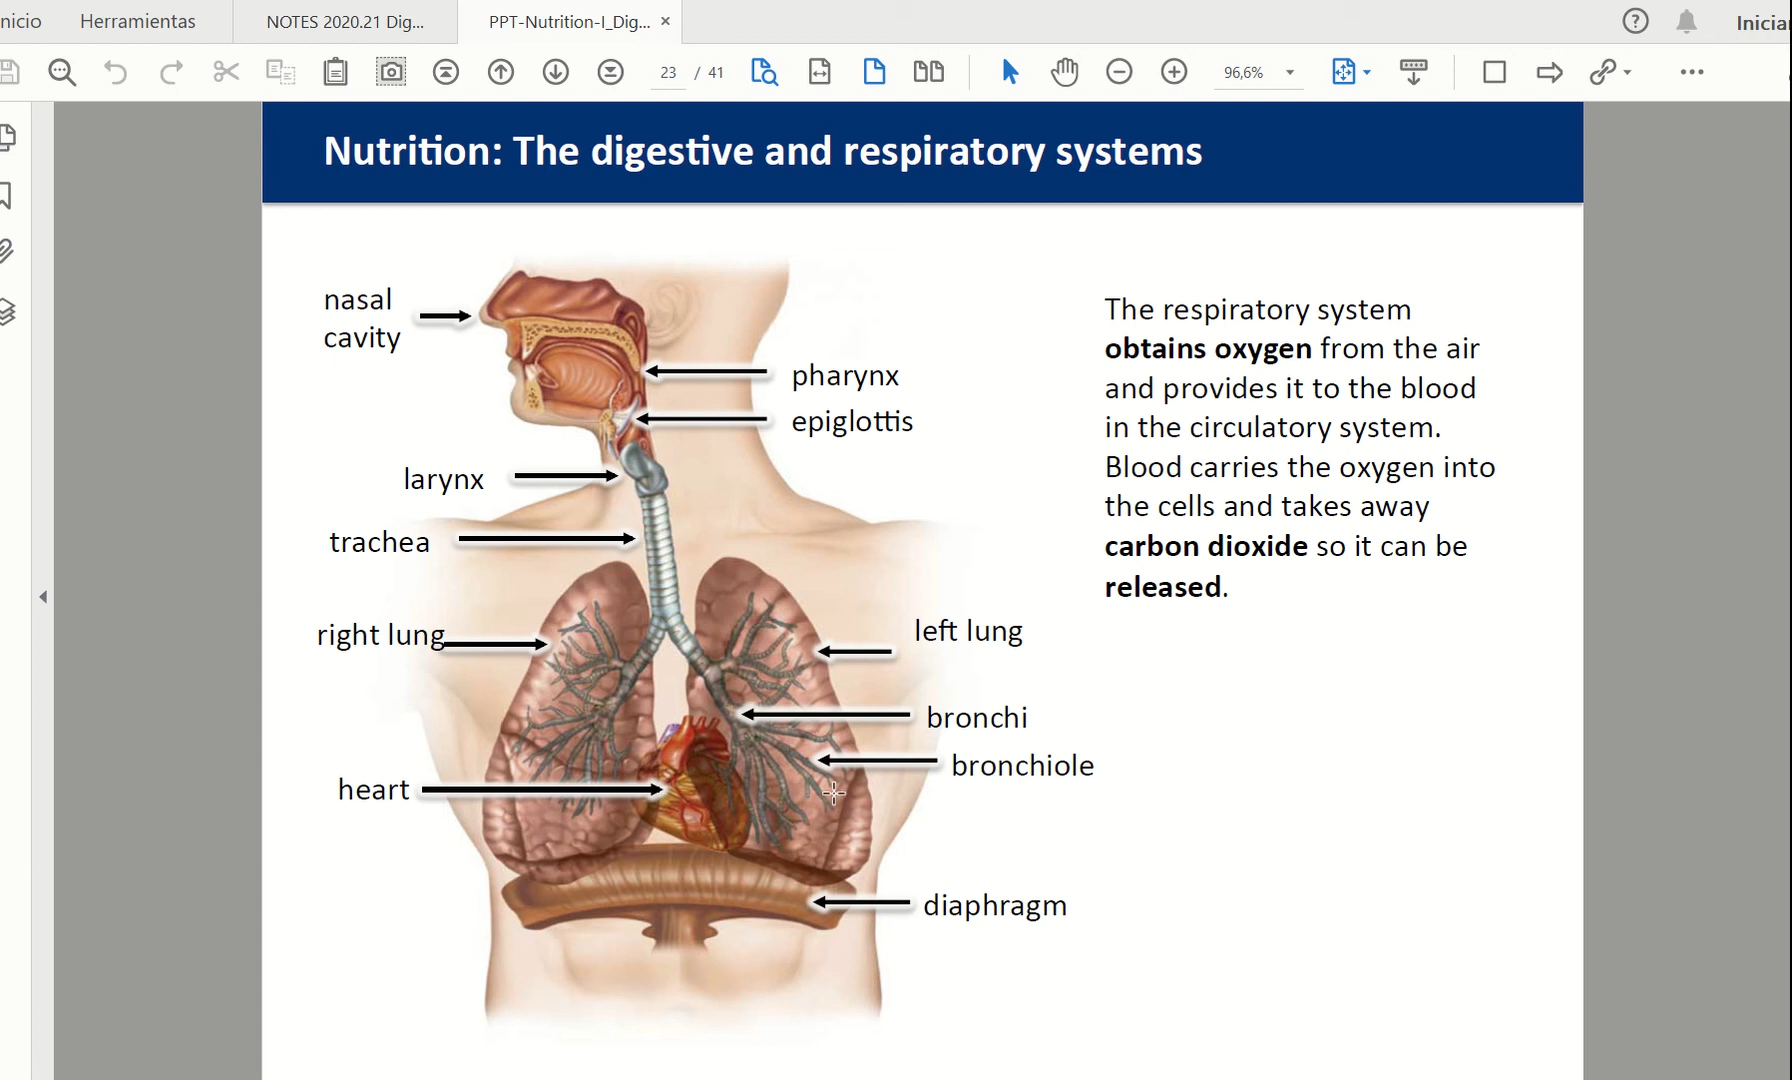 nicio
Herramientas
NOTES 2020.21 Dig...
PPT-Nutrition-I_Dig... ×
Iniciar
23 / 41
96,6%
Nutrition: The digestive and respiratory systems
nasal
cavity
pharynx
epiglottis
larynx
trachea
right lung
left lung
bronchi
bronchiole
heart
diaphragm
The respiratory system
obtains oxygen from the air
and provides it to the blood
in the circulatory system.
Blood carries the oxygen into
the cells and takes away
carbon dioxide so it can be
released.